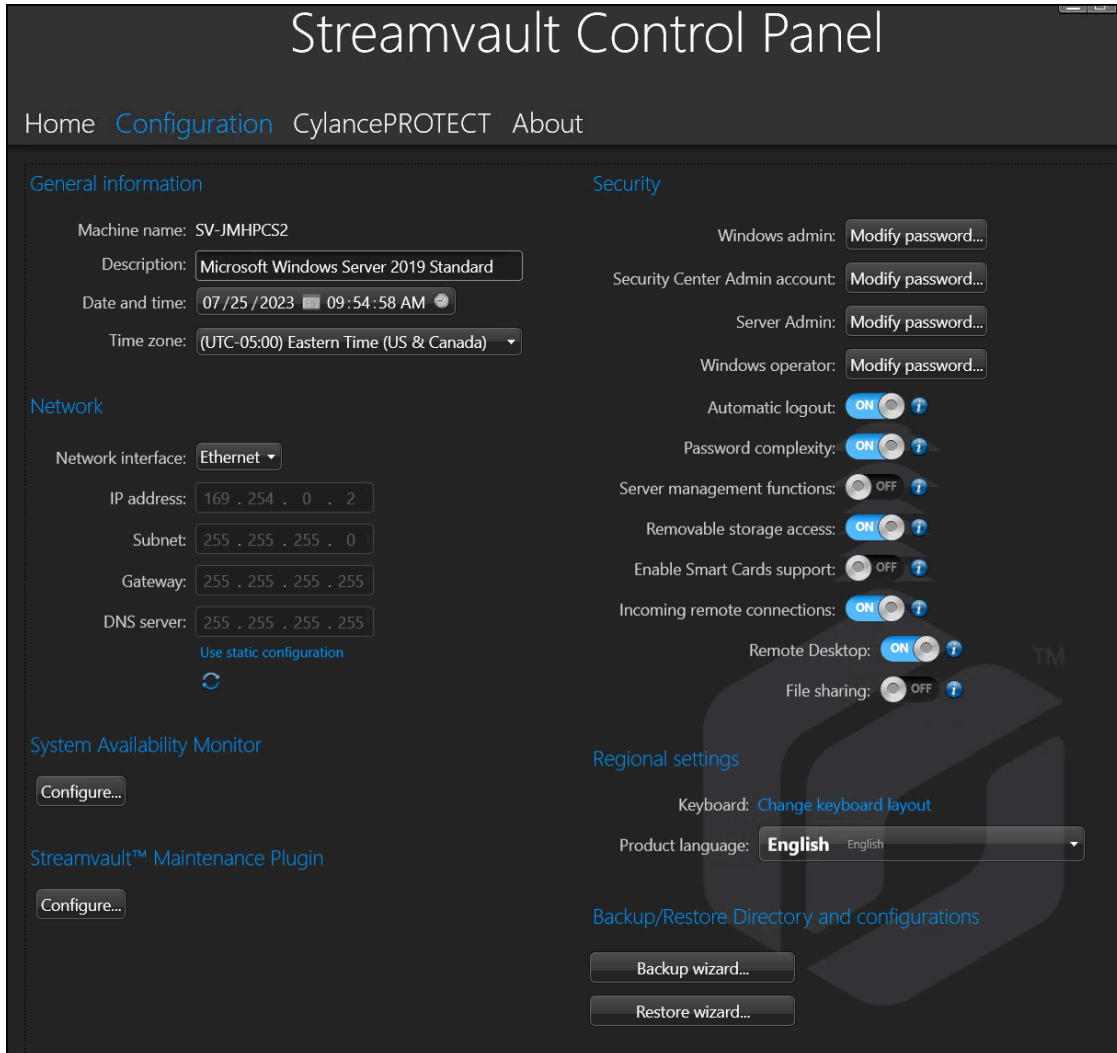 Streamvault Control Panel
Home Configuration CylancePROTECT About
General information
Machine name: SV-JMHPCS2
Description: Microsoft Windows Server 2019 Standard
Date and time: 07/25/2023 09:54:58 AM
Time zone: (UTC-05:00) Eastern Time (US & Canada)
Network
Network interface: Ethernet
IP address: 169 . 254 . 0 . 2
Subnet: 255 . 255 . 255 . 0
Gateway: 255 . 255 . 255 . 255
DNS server: 255 . 255 . 255 . 255
Use static configuration
System Availability Monitor
Configure...
Streamvault™ Maintenance Plugin
Configure...
Security
Windows admin: Modify password...
Security Center Admin account: Modify password...
Server Admin: Modify password...
Windows operator: Modify password...
Automatic logout: ON
Password complexity: ON
Server management functions: OFF
Removable storage access: ON
Enable Smart Cards support: OFF
Incoming remote connections: ON
Remote Desktop: ON
TM
File sharing: OFF
Regional settings
Keyboard: Change keyboard layout
Product language: English English
Backup/Restore Directory and configurations
Backup wizard...
Restore wizard...